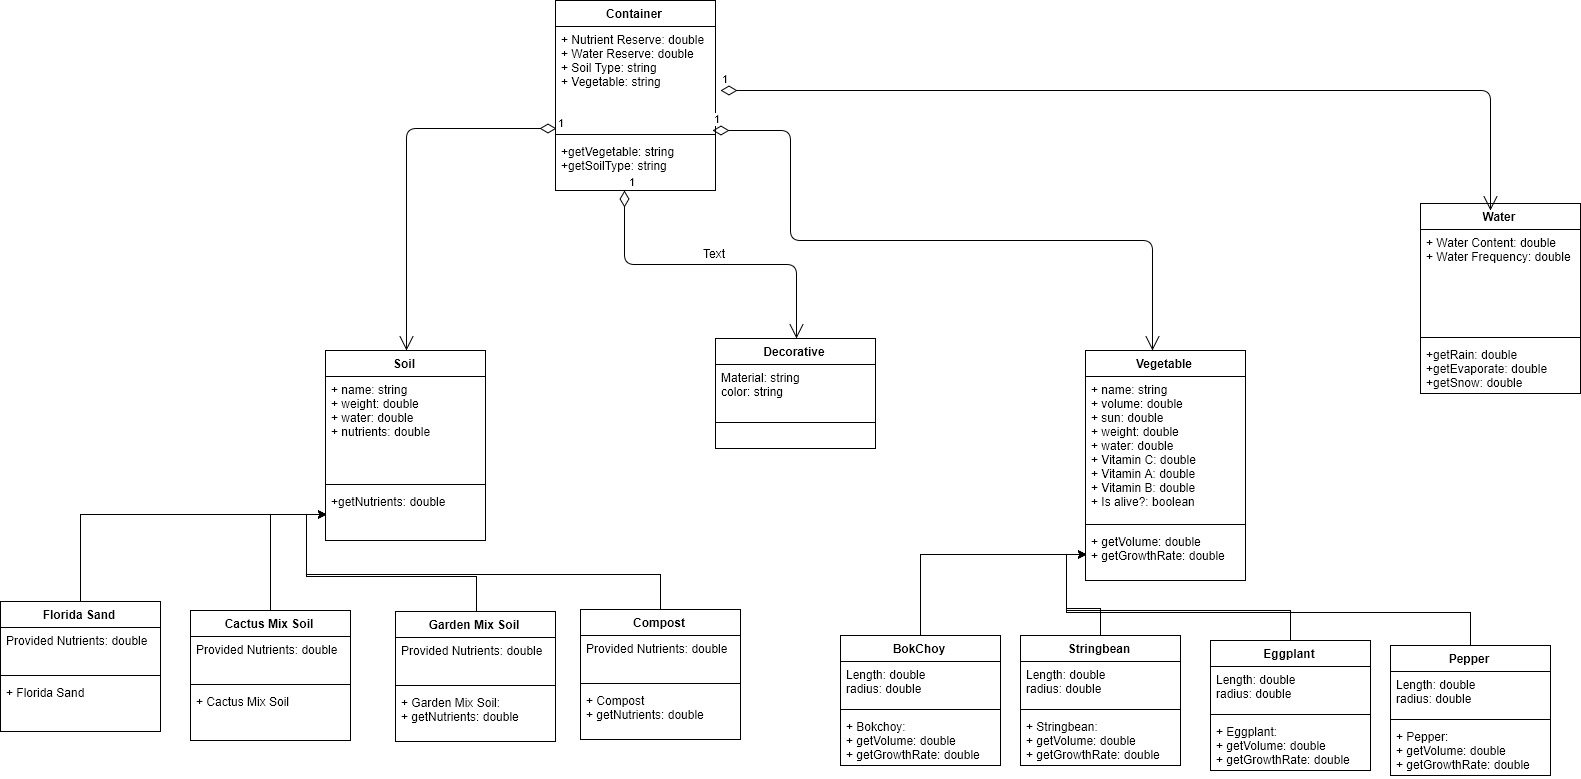 Container
+ Nutrient Reserve: double
+ Water Reserve: double
+ Soil Type: string
+ Vegetable: string
+getVegetable: string
+getSoilType: string
1
1
1
1
Text
Water
+ Water Content: double
+ Water Frequency: double
+getRain: double
+getEvaporate: double
+getSnow: double
Soil
+ name: string
+ weight: double
+ water: double
+ nutrients: double
+getNutrients: double
Decorative
Material: string
color: string
Vegetable
+ name: string
+ volume: double
+ sun: double
+ weight: double
+ water: double
+ Vitamin C: double
+ Vitamin A: double
+ Vitamin B: double
+ Is alive?: boolean
+ getVolume: double
+ getGrowthRate: double
Florida Sand
Provided Nutrients: double
+ Florida Sand
Cactus Mix Soil
Provided Nutrients: double
+ Cactus Mix Soil
Garden Mix Soil
Provided Nutrients: double
+ Garden Mix Soil:
+ getNutrients: double
Compost
Provided Nutrients: double
+ Compost
+ getNutrients: double
BokChoy
Length: double
radius: double
+ Bokchoy:
+ getVolume: double
+ getGrowthRate: double
Stringbean
Length: double
radius: double
+ Stringbean:
+ getVolume: double
+ getGrowthRate: double
Eggplant
Length: double
radius: double
+ Eggplant:
+ getVolume: double
+ getGrowthRate: double
Pepper
Length: double
radius: double
+ Pepper:
+ getVolume: double
+ getGrowthRate: double